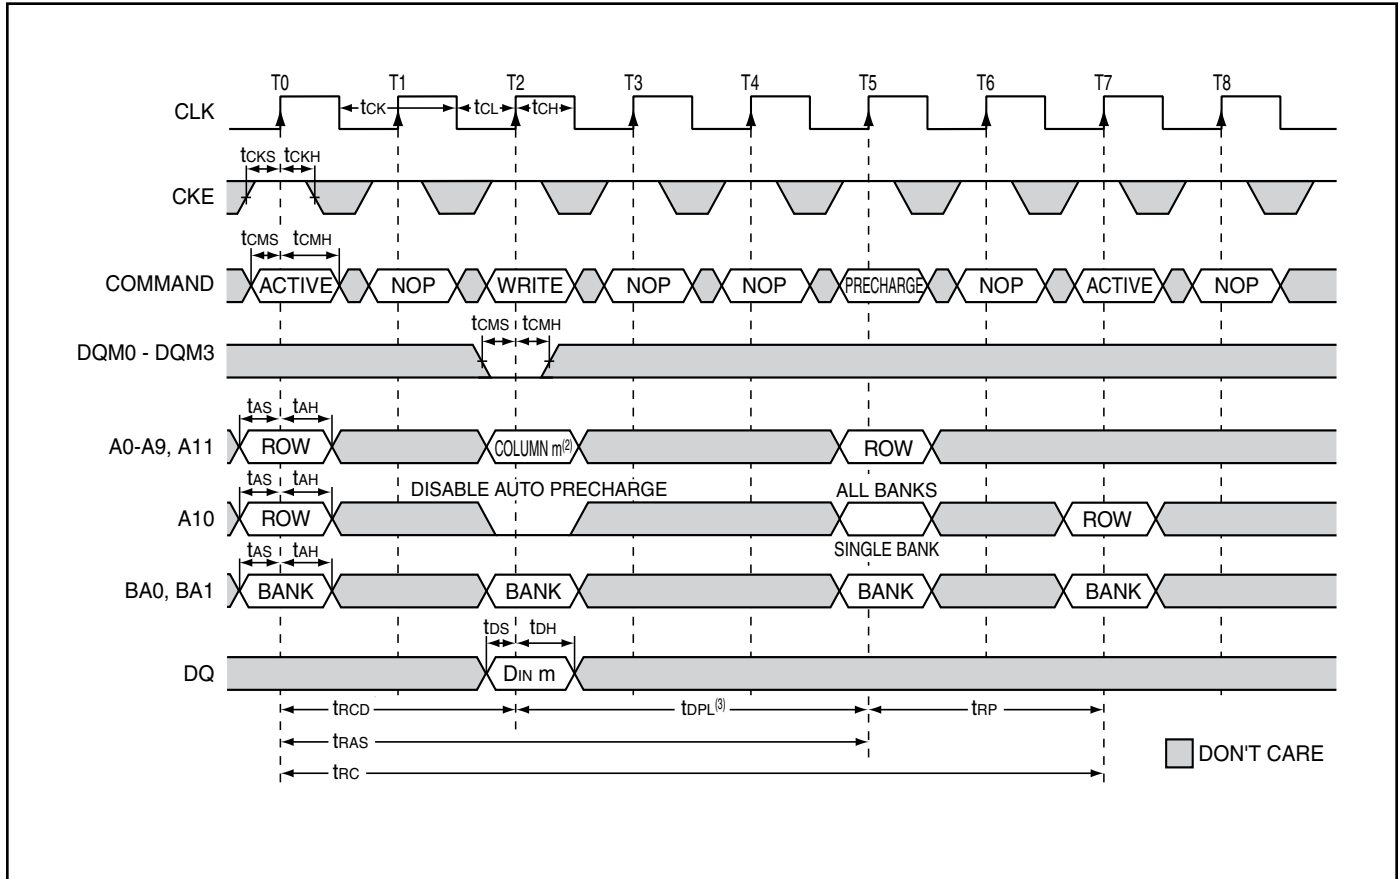 T0 T1 T2 T3 T4 T5 T6 T7 T8
CLK tCK tCL tCH
tCKS tCKH
CKE
tCMS tCMH
COMMAND ACTIVE NOP WRITE NOP NOP PRECHARGE NOP ACTIVE NOP
tCMS tCMH
DQM0 - DQM3
tAS tAH
A0-A9, A11 ROW COLUMN m(2) ROW
tAS tAH DISABLE AUTO PRECHARGE ALL BANKS
A10 ROW ROW
SINGLE BANK
tAS tAH
BA0, BA1 BANK BANK BANK BANK
tDS tDH
DQ DIN m
tRCD tDPL(3) tRP
tRAS
DON'T CARE
tRC